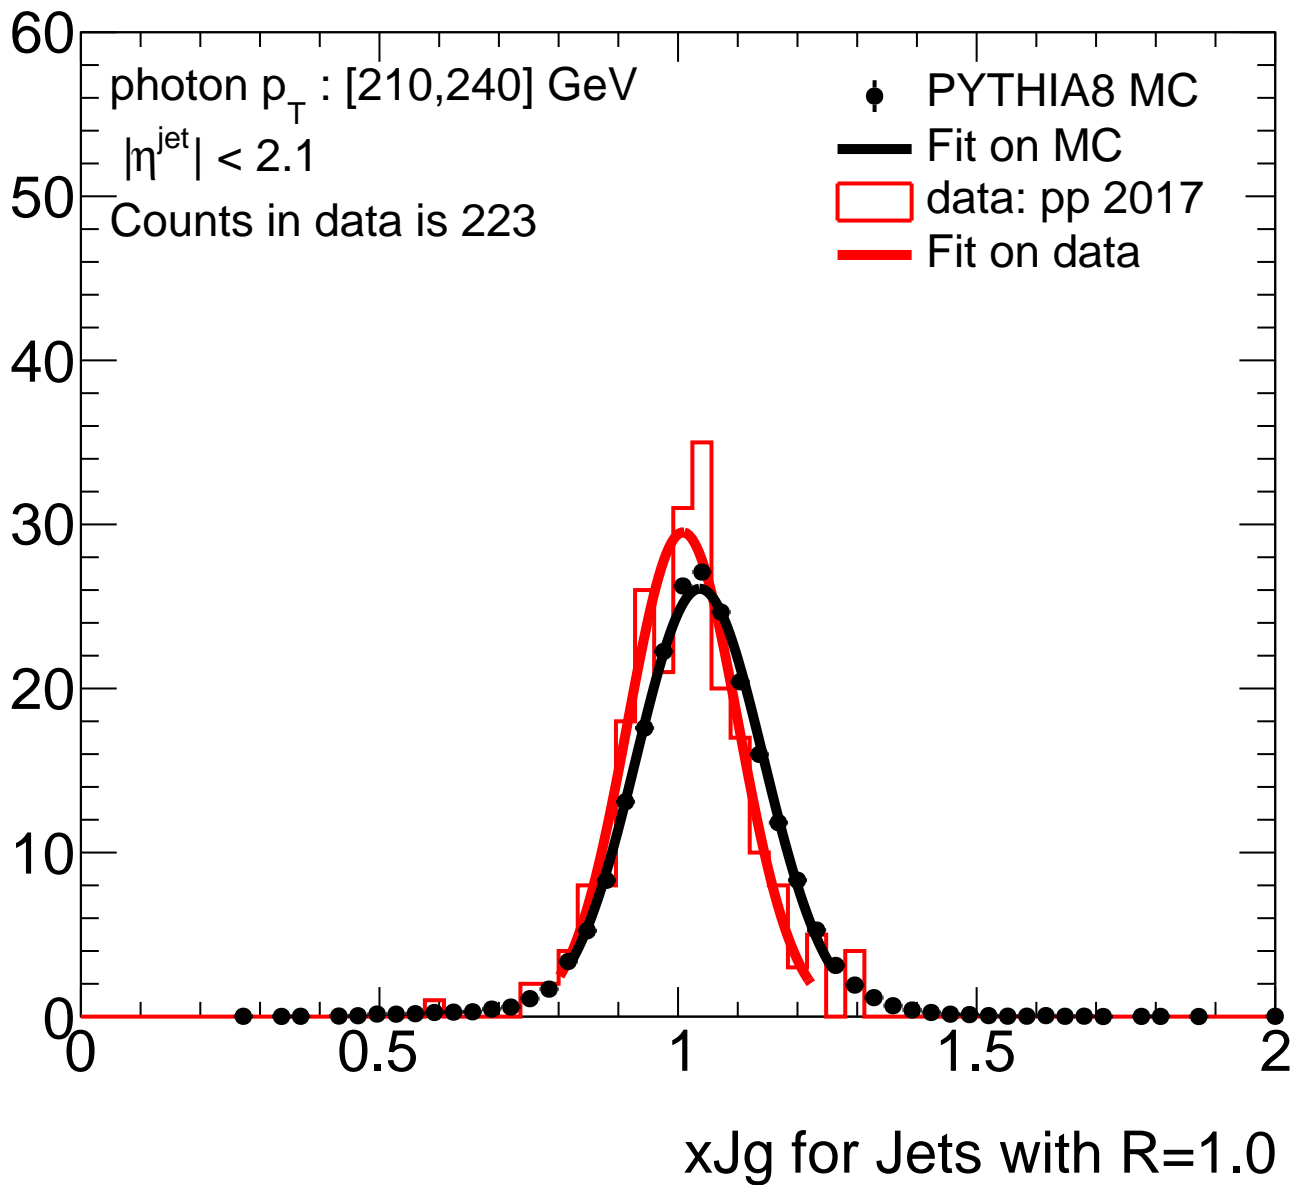 60
50
40
30
20
10
0
photon p_T : [210,240] GeV
|η^jet| < 2.1
Counts in data is 223
PYTHIA8 MC
Fit on MC
data: pp 2017
Fit on data
0 0.5 1 1.5 2
xJg for Jets with R=1.0